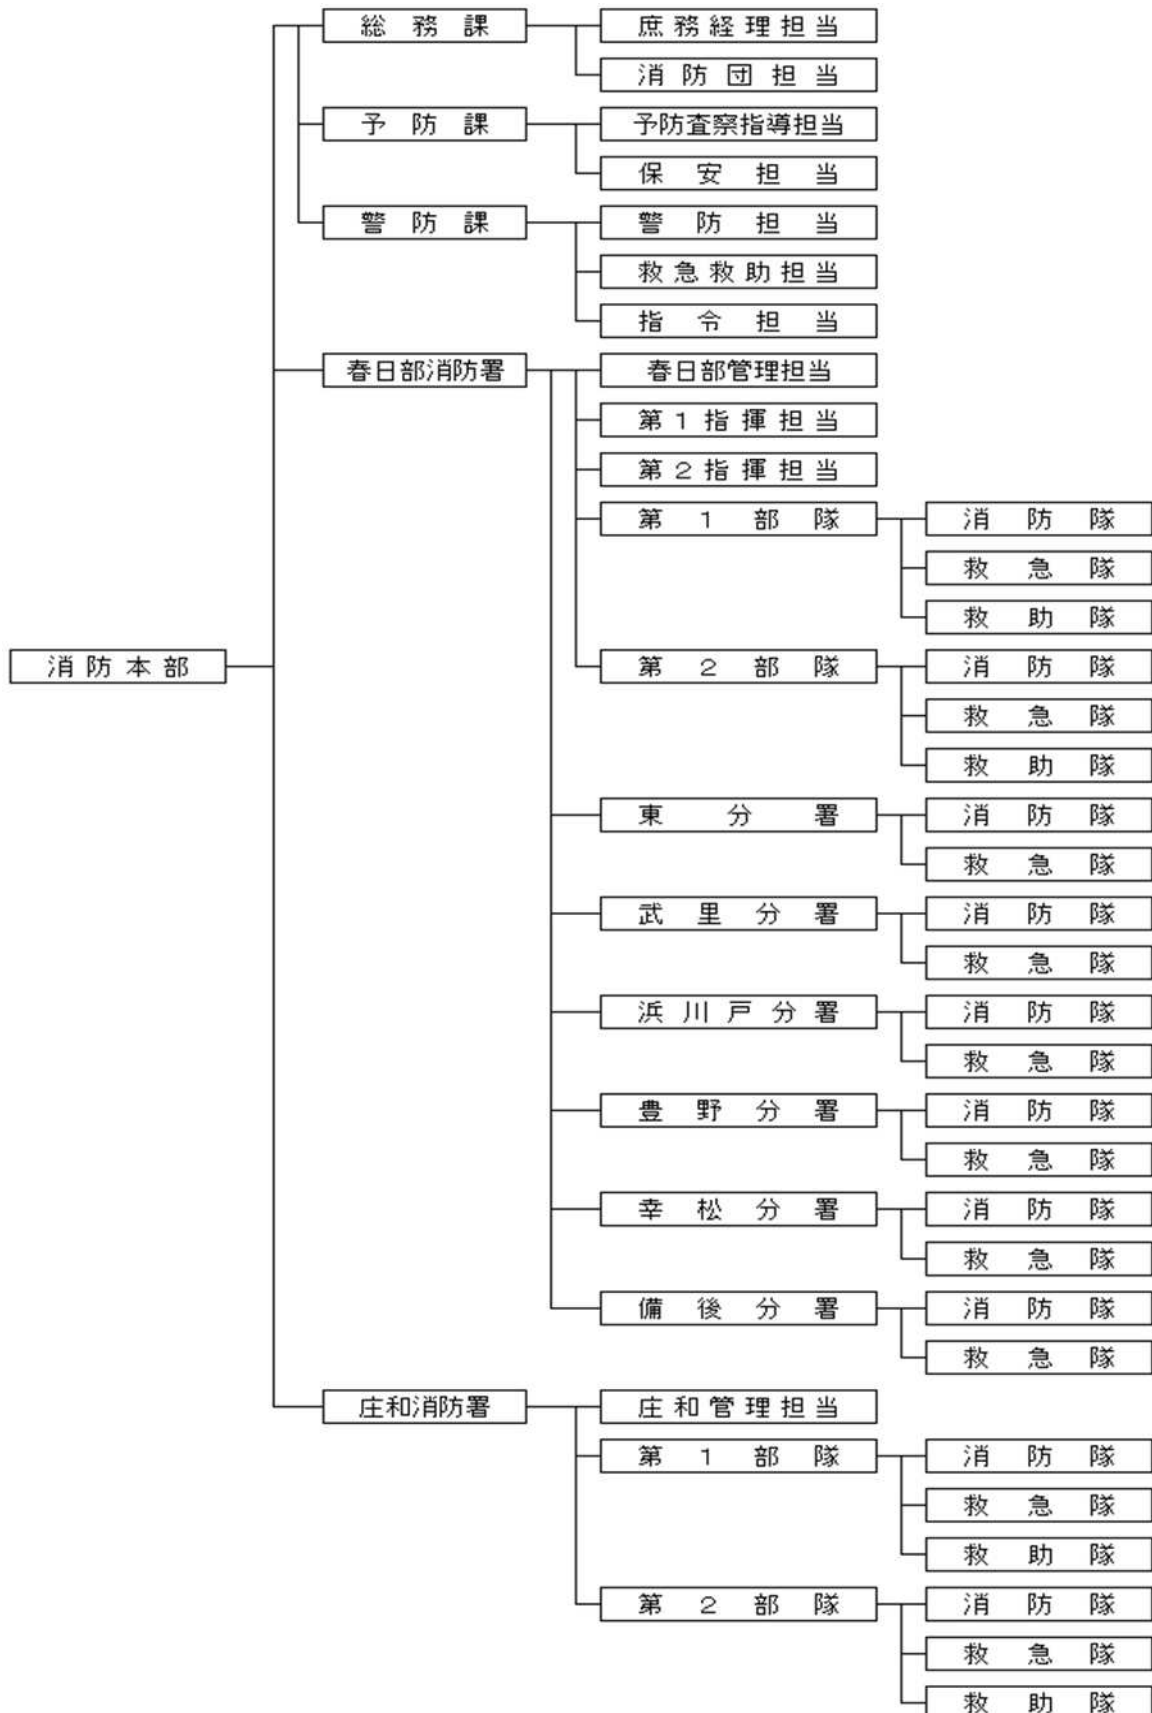 総務課 庶務経理担当
消防団担当
予防課 予防査察指導担当
保安担当
警防課 警防担当
救急救助担当
指令担当
春日部消防署 春日部管理担当
第1指揮担当
第2指揮担当
第1部隊 消防隊
救急隊
救助隊
消防本部 第2部隊 消防隊
救急隊
救助隊
東分署 消防隊
救急隊
武里分署 消防隊
救急隊
浜川戸分署 消防隊
救急隊
豊野分署 消防隊
救急隊
幸松分署 消防隊
救急隊
備後分署 消防隊
救急隊
庄和消防署 庄和管理担当
第1部隊 消防隊
救急隊
救助隊
第2部隊 消防隊
救急隊
救助隊